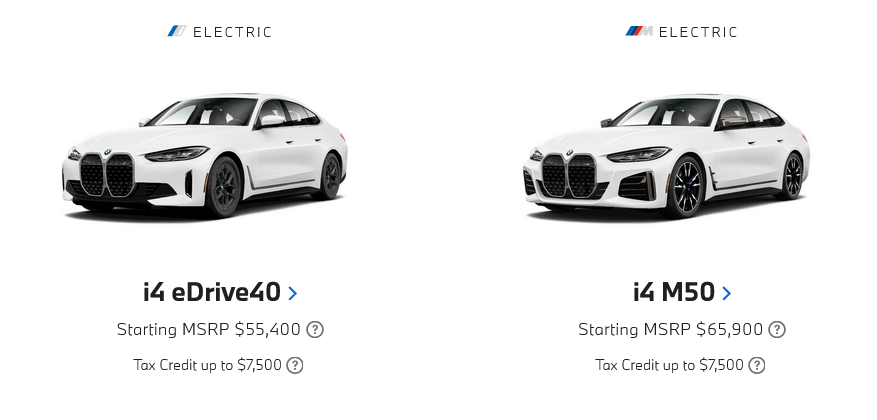 ELECTRIC
i4 eDrive40
Starting MSRP $55,400
Tax Credit up to $7,500
ELECTRIC
i4 M50
Starting MSRP $65,900
Tax Credit up to $7,500